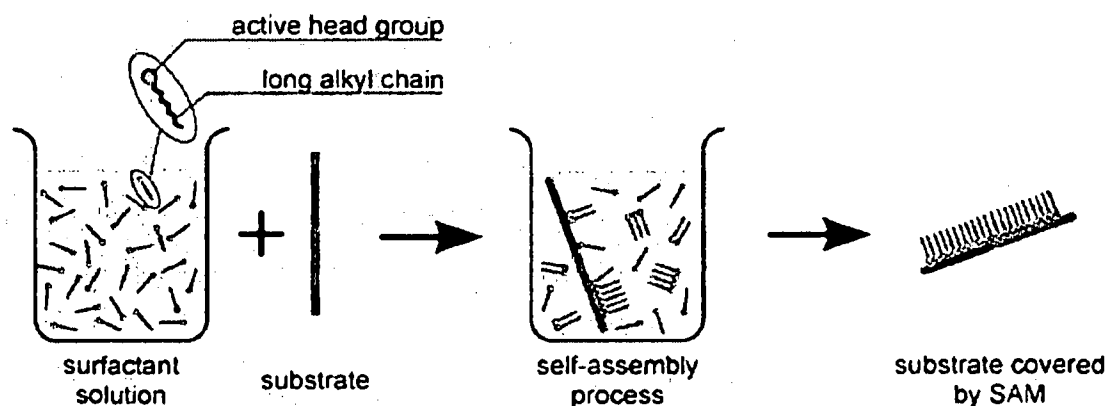 active head group
long alkyl chain
surfactant
solution
substrate
self-assembly
process
substrate covered
by SAM